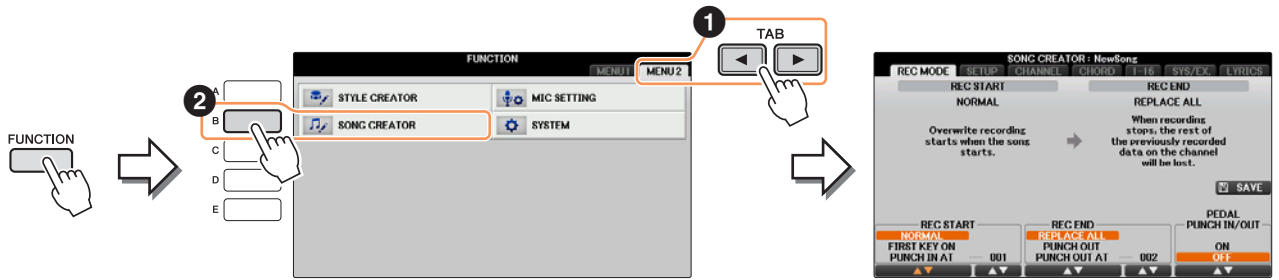 FUNCTION
A
B
C
D
E
2
FUNCTION
MENU1 MENU2
STYLE CREATOR
MIC SETTING
SONG CREATOR
SYSTEM
1
TAB
SONG CREATOR : NewSong
REC MODE SETUP CHANNEL CHORD 1-16 SYS/EX. LYRICS
REC START
REC END
NORMAL
REPLACE ALL
Overwrite recording
starts when the song
starts.
When recording
stops, the rest of
the previously recorded
data on the channel
will be lost.
SAVE
REC START
REC END
PEDAL
PUNCH IN/OUT
NORMAL
REPLACE ALL
FIRST KEY ON
PUNCH OUT
ON
PUNCH IN AT 001
PUNCH OUT AT 002
OFF